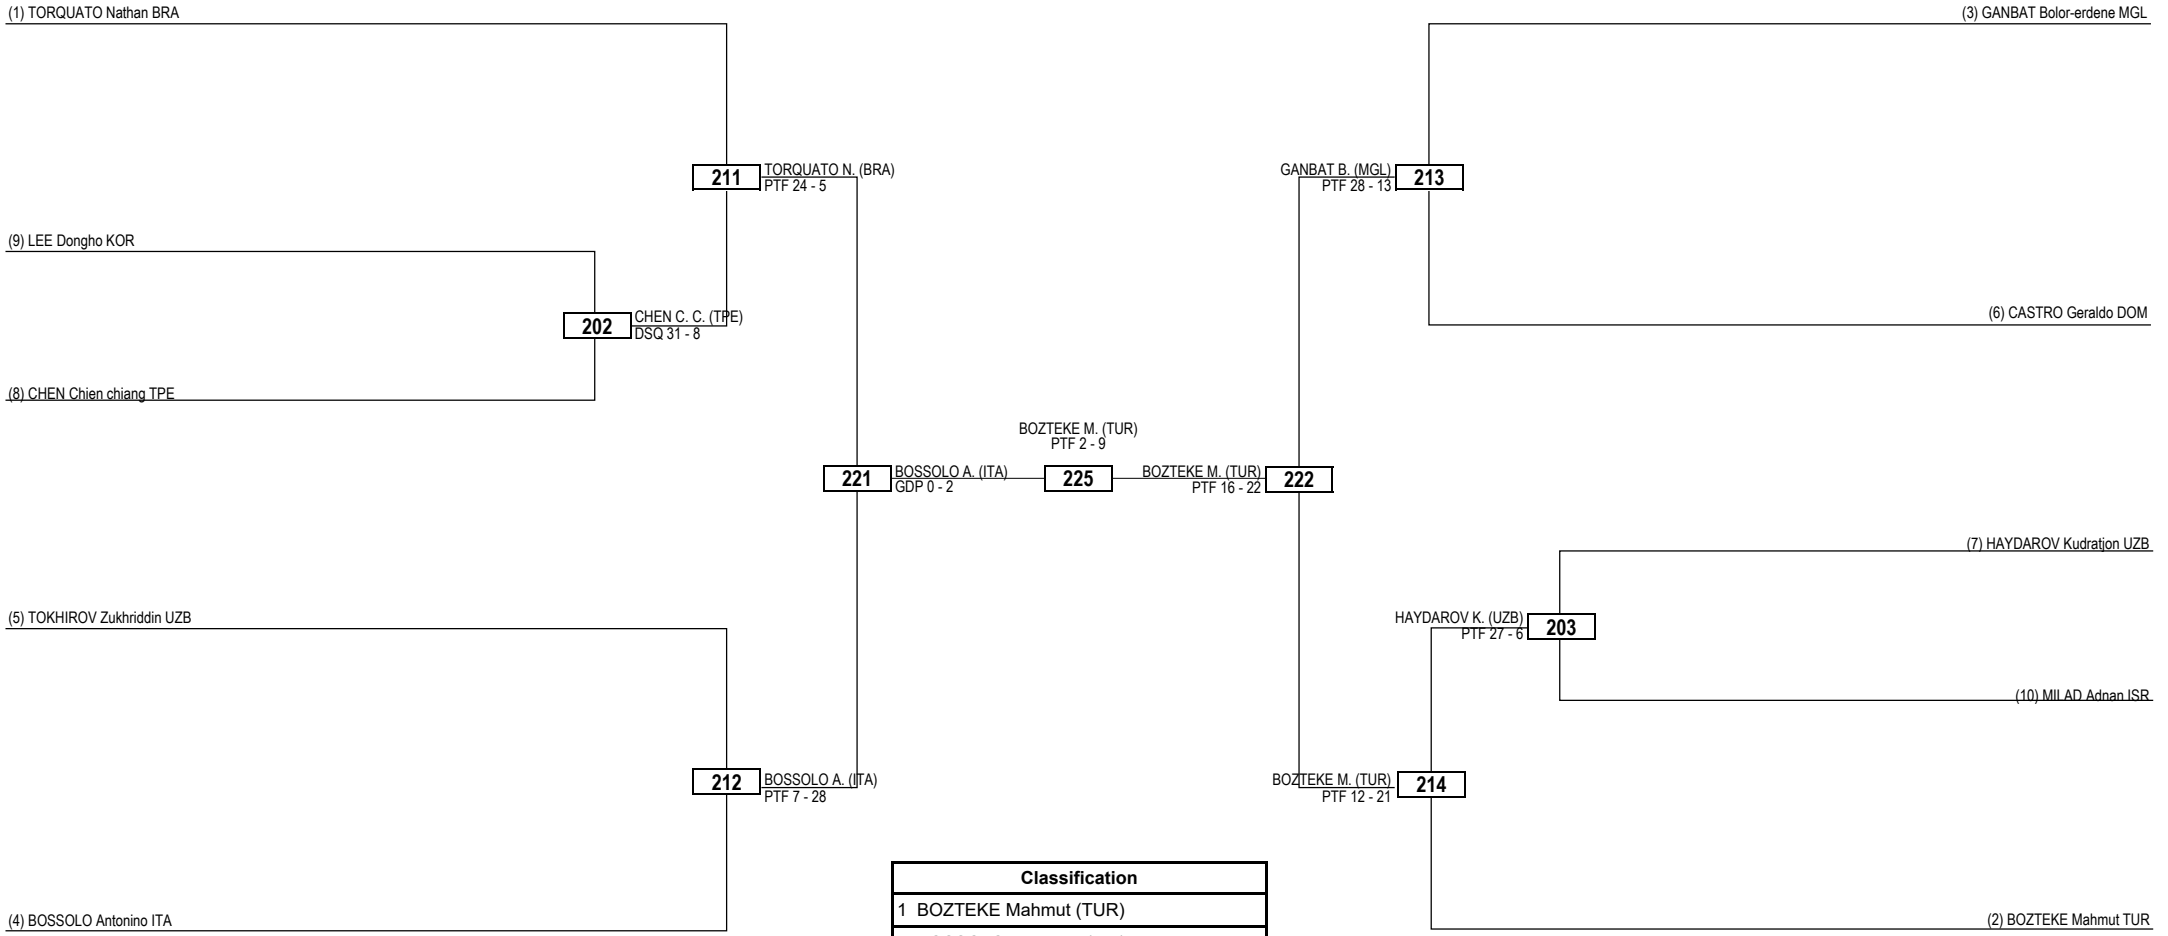 (1) TORQUATO Nathan BRA
(3) GANBAT Bolor-erdene MGL
211
TORQUATO N. (BRA)
PTF 24 - 5
GANBAT B. (MGL)
PTF 28 - 13
213
(9) LEE Dongho KOR
202
CHEN C. C. (TPE)
DSQ 31 - 8
(6) CASTRO Geraldo DOM
(8) CHEN Chien chiang TPE
BOZTEKE M. (TUR)
PTF 2 - 9
221
BOSSOLO A. (ITA)
GDP 0 - 2
225
BOZTEKE M. (TUR)
PTF 16 - 22
222
(7) HAYDAROV Kudratjon UZB
(5) TOKHIROV Zukhriddin UZB
HAYDAROV K. (UZB)
PTF 27 - 6
203
(10) MILAD Adnan ISR
212
BOSSOLO A. (ITA)
PTF 7 - 28
BOZTEKE M. (TUR)
PTF 12 - 21
214
Classification
1 BOZTEKE Mahmut (TUR)
(4) BOSSOLO Antonino ITA
(2) BOZTEKE Mahmut TUR